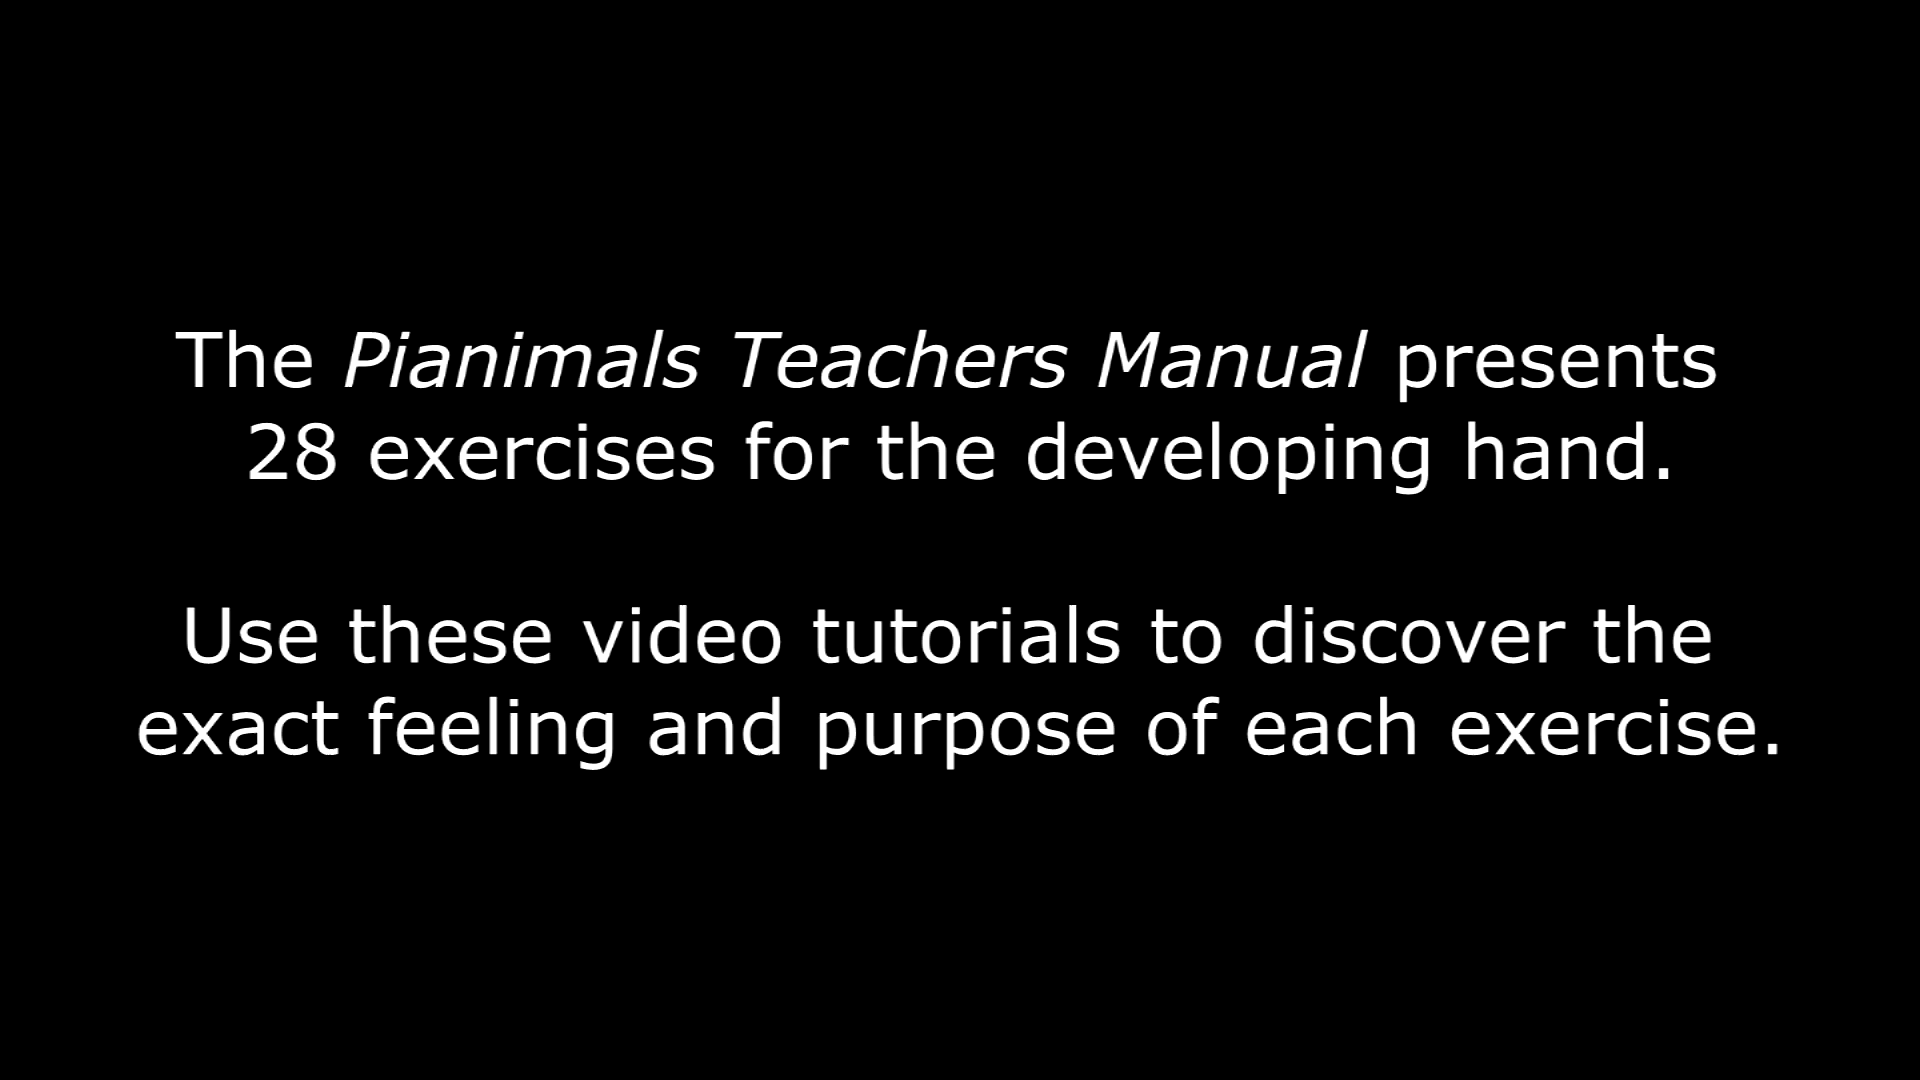 The Pianimals Teachers Manual presents
28 exercises for the developing hand.
Use these video tutorials to discover the
exact feeling and purpose of each exercise.